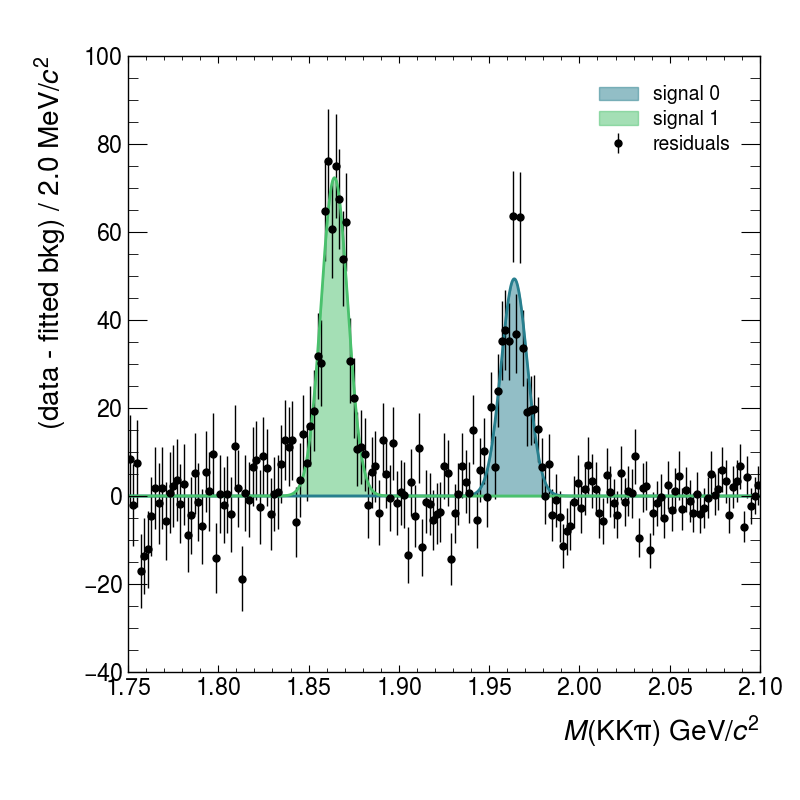 (data - fitted bkg) / 2.0 MeV/c²
100
80
60
40
20
0
−20
−40
signal 0
signal 1
residuals
1.75 1.80 1.85 1.90 1.95 2.00 2.05 2.10
M(KKπ) GeV/c²